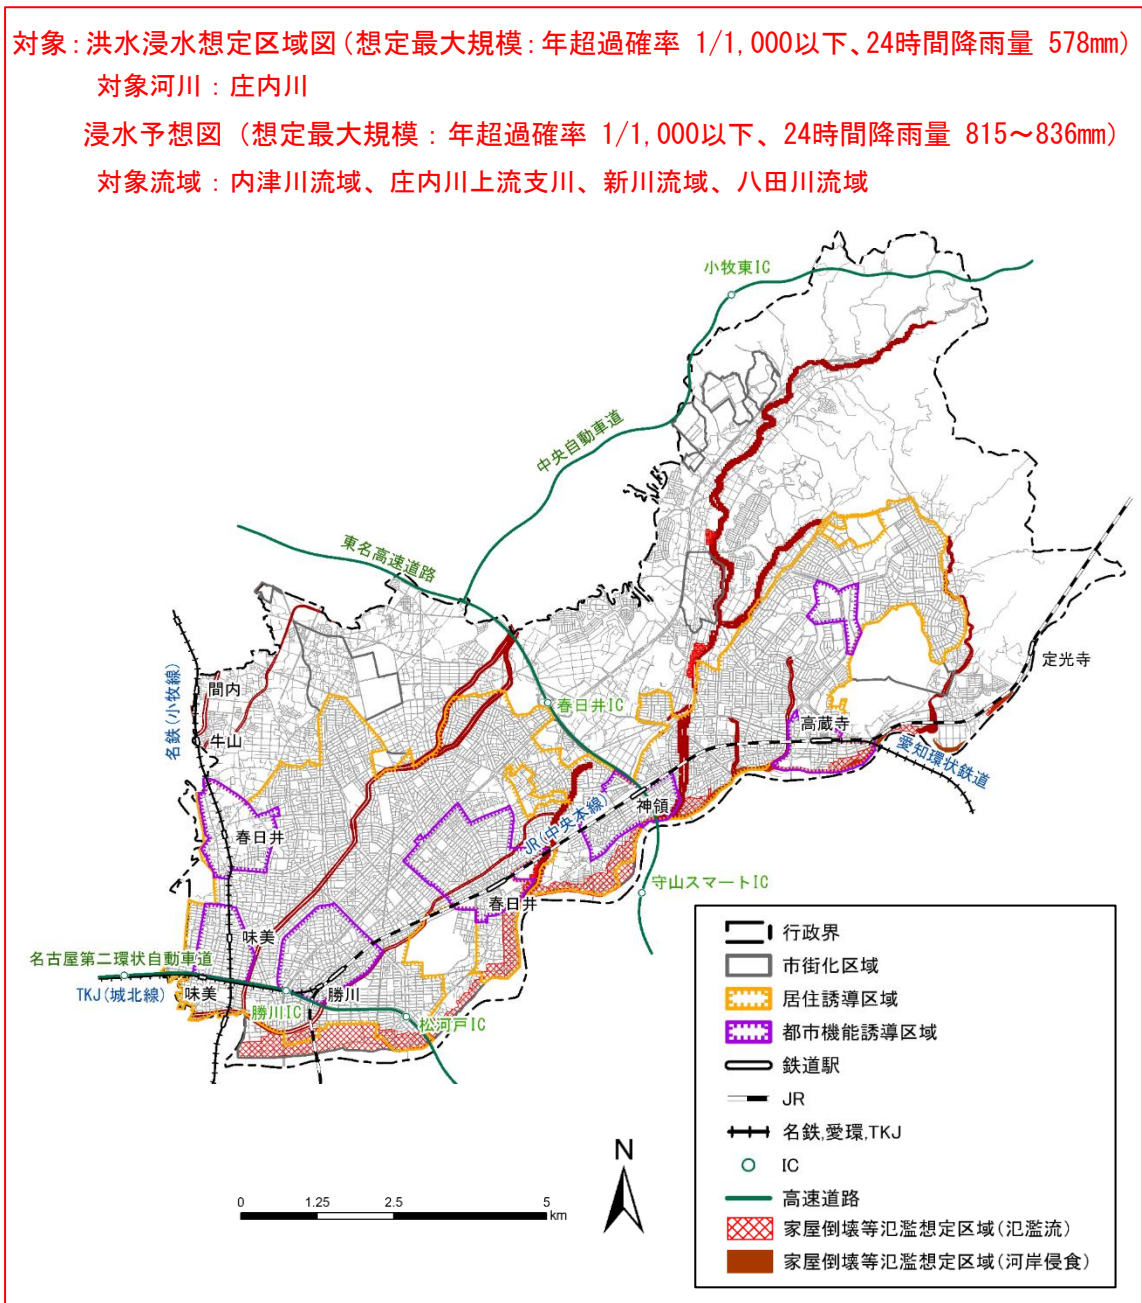 対象：洪水浸水想定区域図（想定最大規模：年超過確率 1/1,000以下、24時間降雨量 578mm）
対象河川：庄内川
浸水予想図（想定最大規模：年超過確率 1/1,000以下、24時間降雨量 815～836mm）
対象流域：内津川流域、庄内川上流支川、新川流域、八田川流域
小牧東IC
中央自動車道
東名高速道路
定光寺
名鉄(小牧線)
間内
春日井IC
牛山
高蔵寺
愛知環状鉄道
神領
JR(中央本線)
春日井
守山スマートIC
春日井
味美
名古屋第二環状自動車道
味美
勝川
TKJ(城北線)
勝川IC
松河戸IC
行政界
市街化区域
居住誘導区域
都市機能誘導区域
鉄道駅
JR
名鉄,愛環,TKJ
IC
高速道路
家屋倒壊等氾濫想定区域(氾濫流)
家屋倒壊等氾濫想定区域(河岸侵食)
N
0 1.25 2.5 5
km